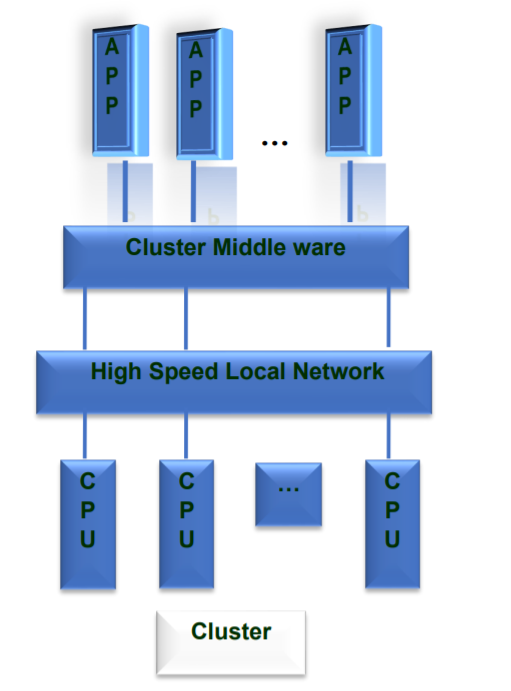 A A A
P P P
P P P
...
Cluster Middle ware
High Speed Local Network
C C ... C
P P P
U U U
Cluster